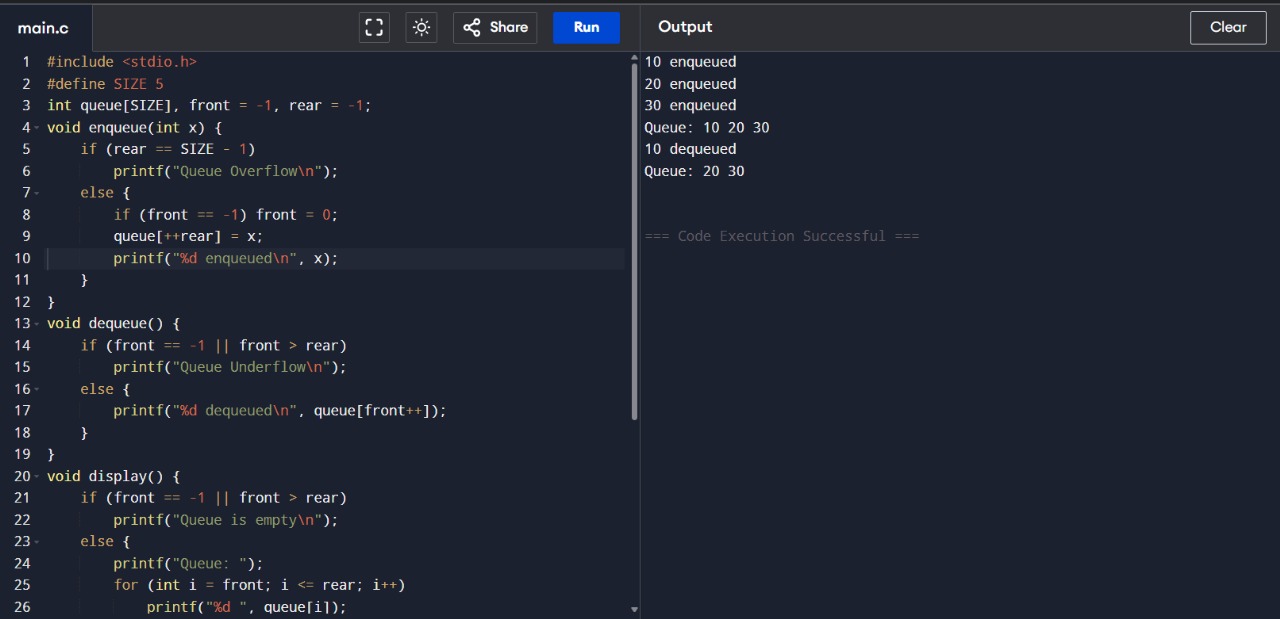 main.c
Share
Run
Output
Clear
1 #include <stdio.h>
2 #define SIZE 5
3 int queue[SIZE], front = -1, rear = -1;
4 void enqueue(int x) {
5     if (rear == SIZE - 1)
6         printf("Queue Overflow\n");
7     else {
8         if (front == -1) front = 0;
9         queue[++rear] = x;
10         printf("%d enqueued\n", x);
11     }
12 }
13 void dequeue() {
14     if (front == -1 || front > rear)
15         printf("Queue Underflow\n");
16     else {
17         printf("%d dequeued\n", queue[front++]);
18     }
19 }
20 void display() {
21     if (front == -1 || front > rear)
22         printf("Queue is empty\n");
23     else {
24         printf("Queue: ");
25         for (int i = front; i <= rear; i++)
26             printf("%d ", queue[i]);
10 enqueued
20 enqueued
30 enqueued
Queue: 10 20 30
10 dequeued
Queue: 20 30
=== Code Execution Successful ===